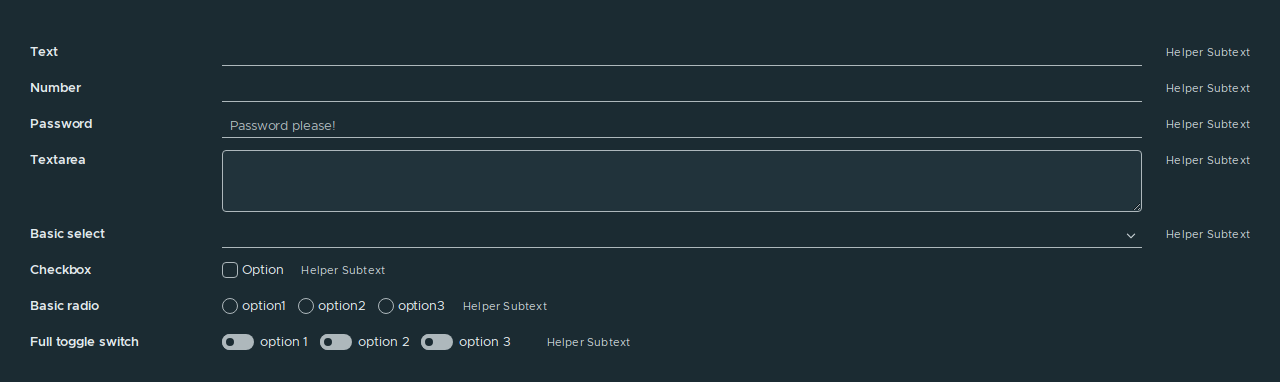 Text Helper Subtext
Number Helper Subtext
Password Password please! Helper Subtext
Textarea Helper Subtext
Basic select Helper Subtext
Checkbox Option Helper Subtext
Basic radio option1 option2 option3 Helper Subtext
Full toggle switch option 1 option 2 option 3 Helper Subtext